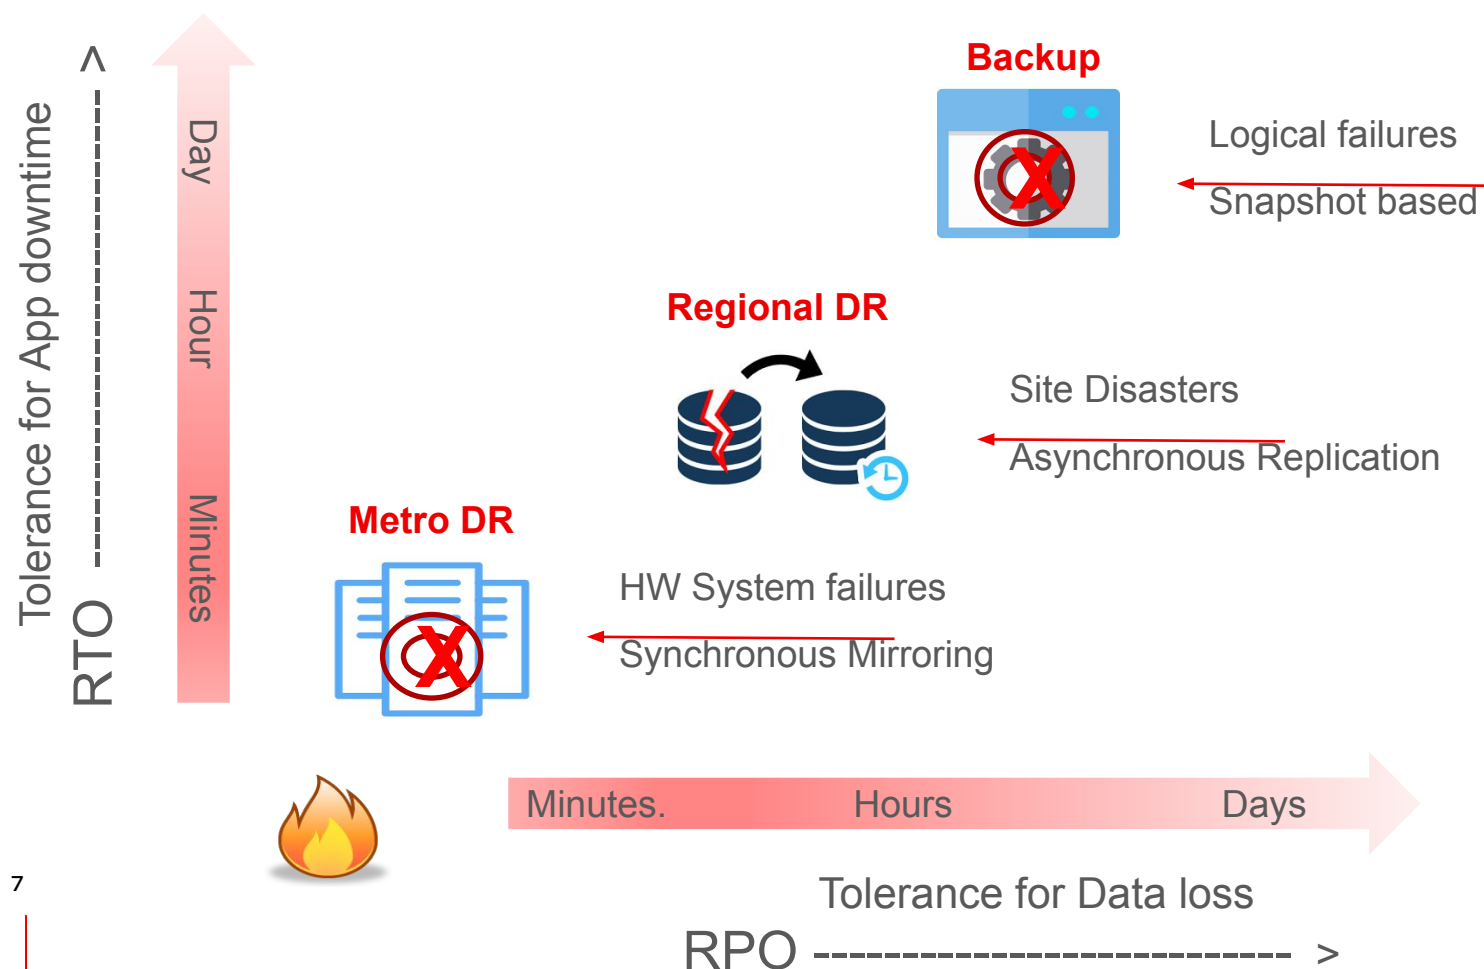 Backup
Logical failures
Snapshot based
Regional DR
Site Disasters
Asynchronous Replication
Metro DR
HW System failures
Synchronous Mirroring
X
X
Tolerance for App downtime
RTO ---------------------------- >
Day
Hour
Minutes
Minutes.
Hours
Days
Tolerance for Data loss
RPO ---------------------------- >
7